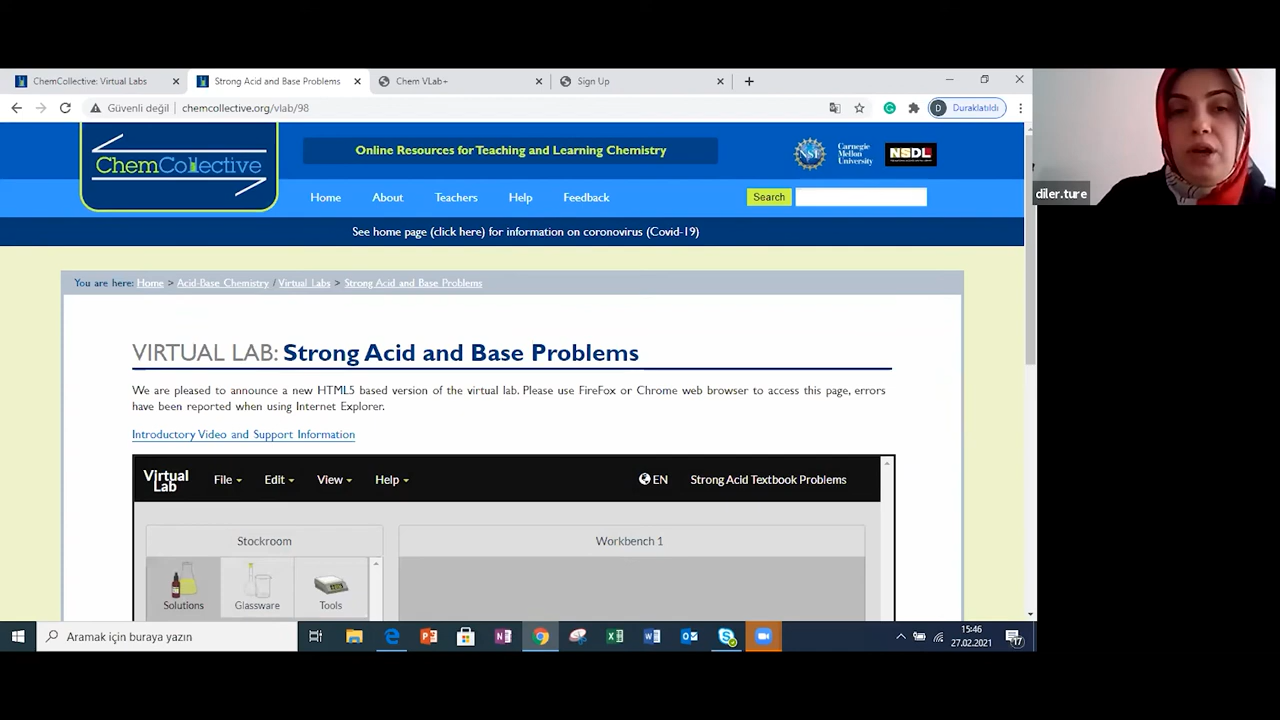 ChemCollective: Virtual Labs
Strong Acid and Base Problems
Chem VLab+
Sign Up
Güvenli değil
chemcollective.org/vlab/98
D
Duraklatıldı
ChemCollective
Online Resources for Teaching and Learning Chemistry
NSF
Carnegie
Mellon
University
NSDL
Home
About
Teachers
Help
Feedback
Search
See home page (click here) for information on coronovirus (Covid-19)
diler.ture
You are here: Home > Acid-Base Chemistry / Virtual Labs > Strong Acid and Base Problems
VIRTUAL LAB: Strong Acid and Base Problems
We are pleased to announce a new HTML5 based version of the virtual lab. Please use FireFox or Chrome web browser to access this page, errors
have been reported when using Internet Explorer.
Introductory Video and Support Information
Virtual
Lab
File
Edit
View
Help
EN
Strong Acid Textbook Problems
Stockroom
Workbench 1
Solutions
Glassware
Tools
Aramak için buraya yazın
15:46
27.02.2021
17